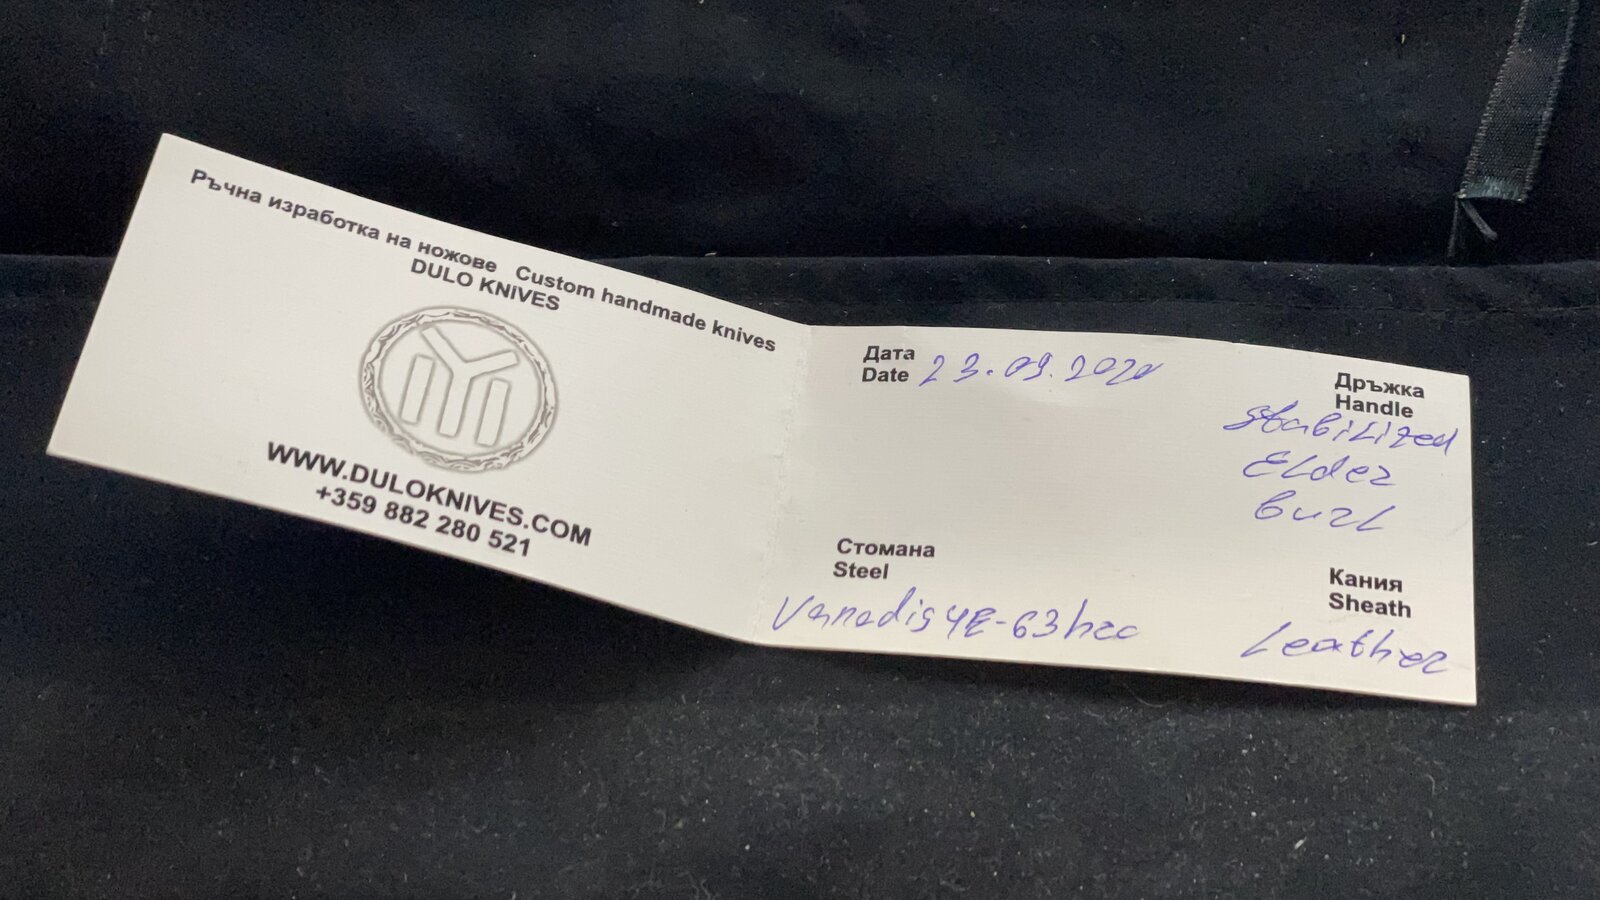 Ръчна изработка на ножове Custom handmade knives
DULO KNIVES
WWW.DULOKNIVES.COM
+359 882 280 521
Дата
Date 23.09.2020
Дръжка
Handle
Stabilized
Elder
burl
Стомана
Steel
Vanadis 4E-63hrc
Кания
Sheath
Leather